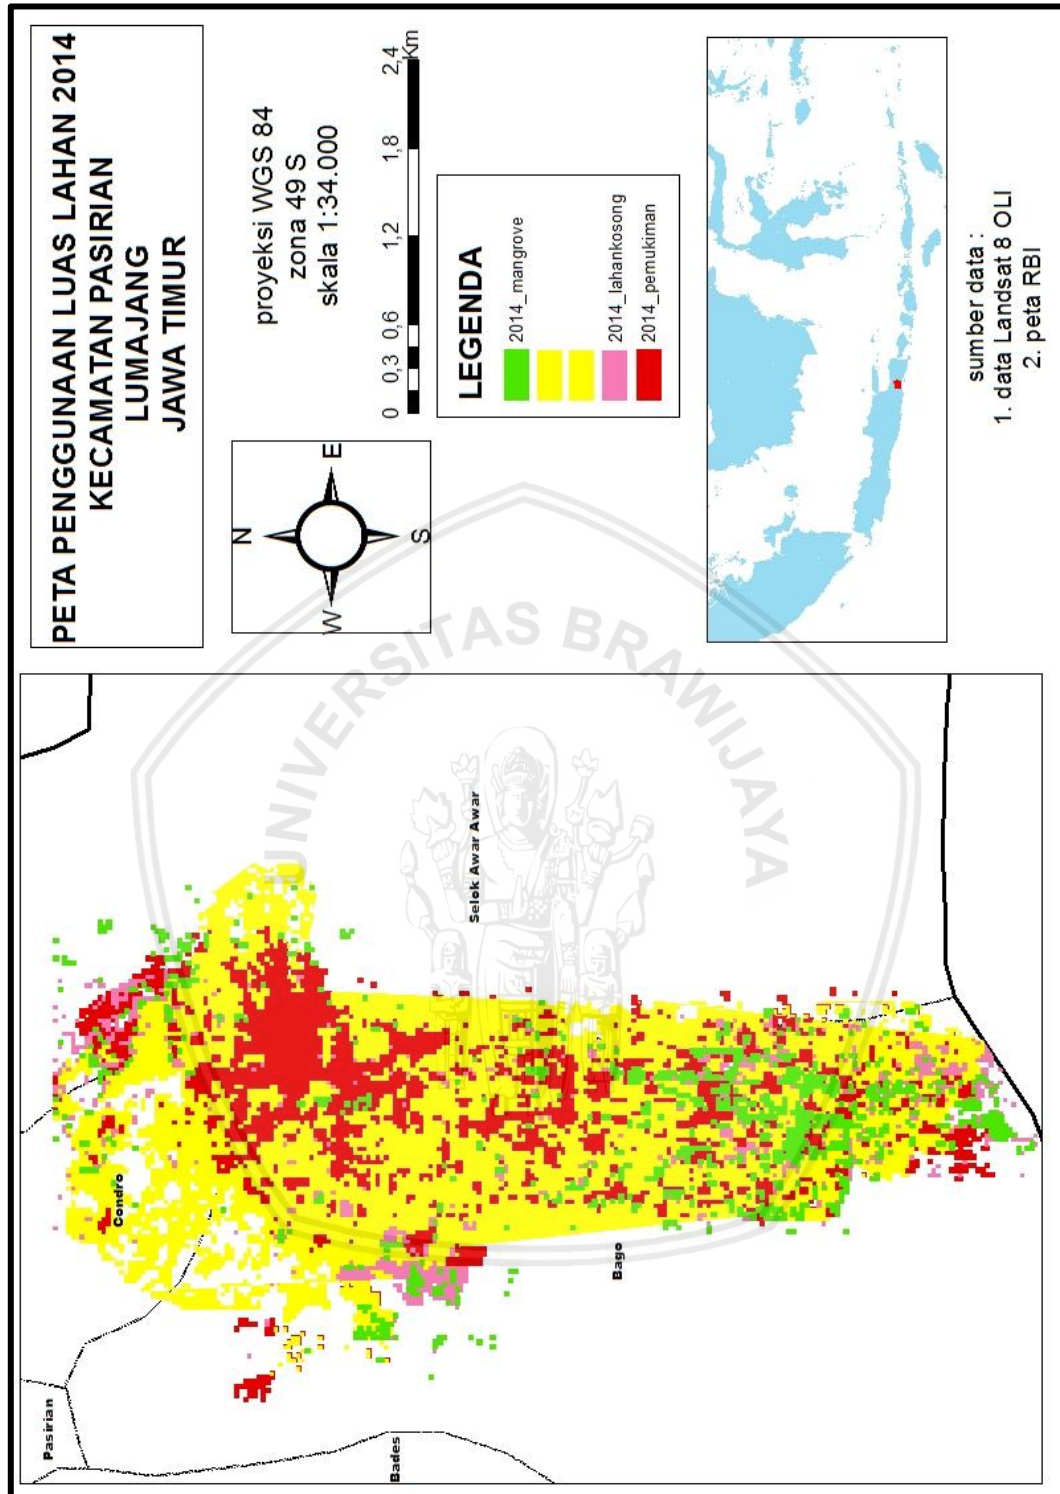 PETA PENGGUNAAN LUAS LAHAN 2014
KECAMATAN PASIRIAN
LUMAJANG
JAWA TIMUR
N
W
E
S
proyeksi WGS 84
zona 49 S
skala 1:34.000
0 0,3 0,6 1,2 1,8 2,4
Km
LEGENDA
2014_mangrove
2014_lahankosong
2014_pemukiman
sumber data :
1. data Landsat 8 OLI
2. peta RBI
Pasirian
Condro
Bades
Bago
Selok Awar Awar
UNIVERSITAS BRAWIJAYA